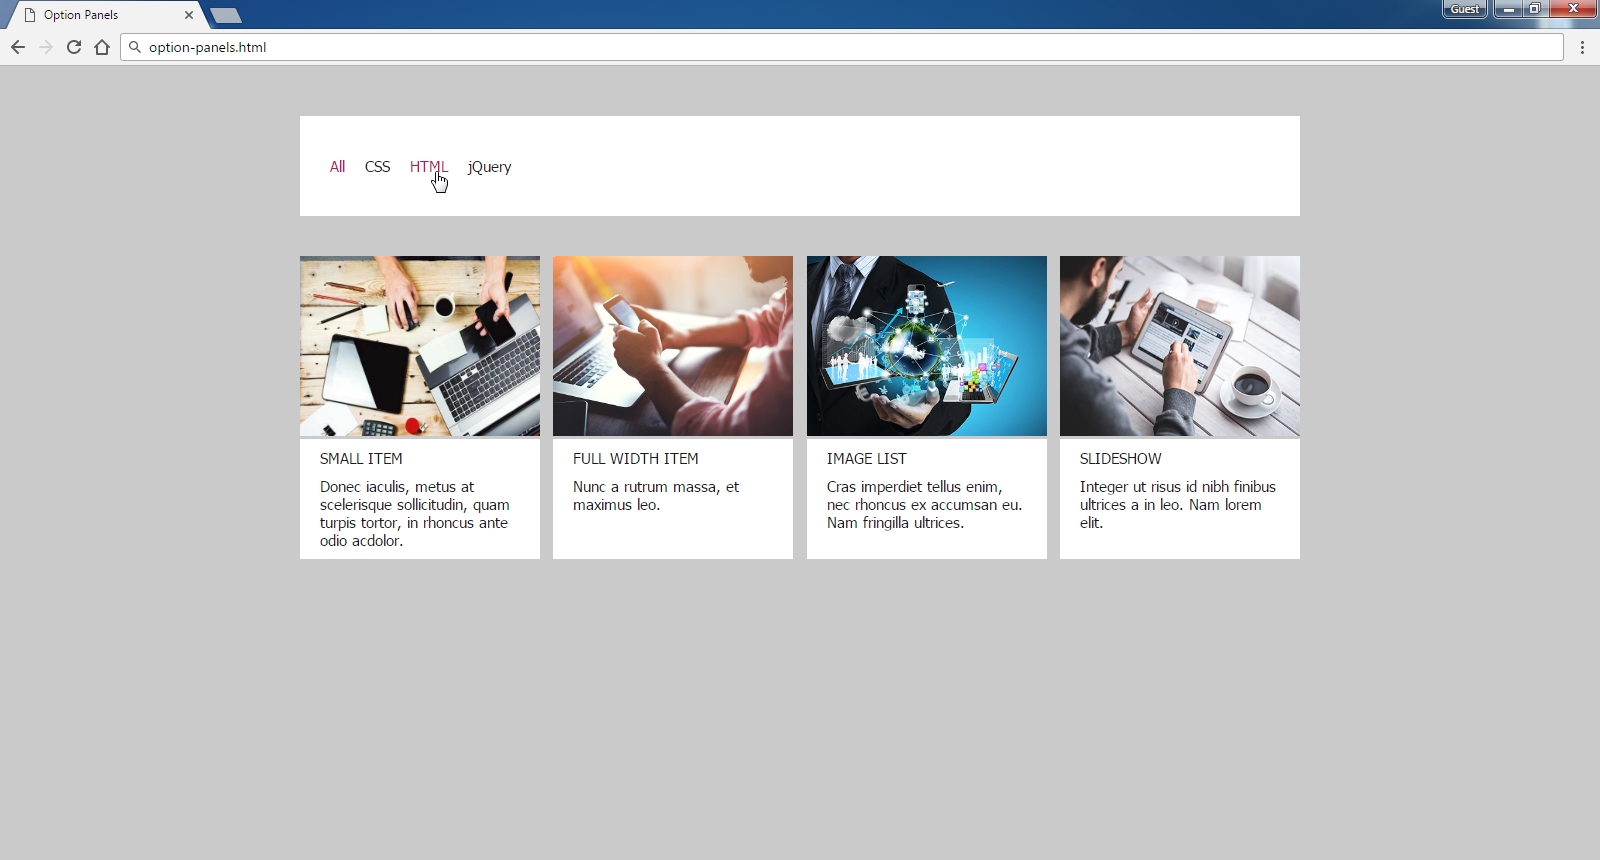 Option Panels
Guest
option-panels.html
All CSS HTML jQuery
SMALL ITEM
Donec iaculis, metus at
scelerisque sollicitudin, quam
turpis tortor, in rhoncus ante
odio acdolor.
FULL WIDTH ITEM
Nunc a rutrum massa, et
maximus leo.
IMAGE LIST
Cras imperdiet tellus enim,
nec rhoncus ex accumsan eu.
Nam fringilla ultrices.
SLIDESHOW
Integer ut risus id nibh finibus
ultrices a in leo. Nam lorem
elit.